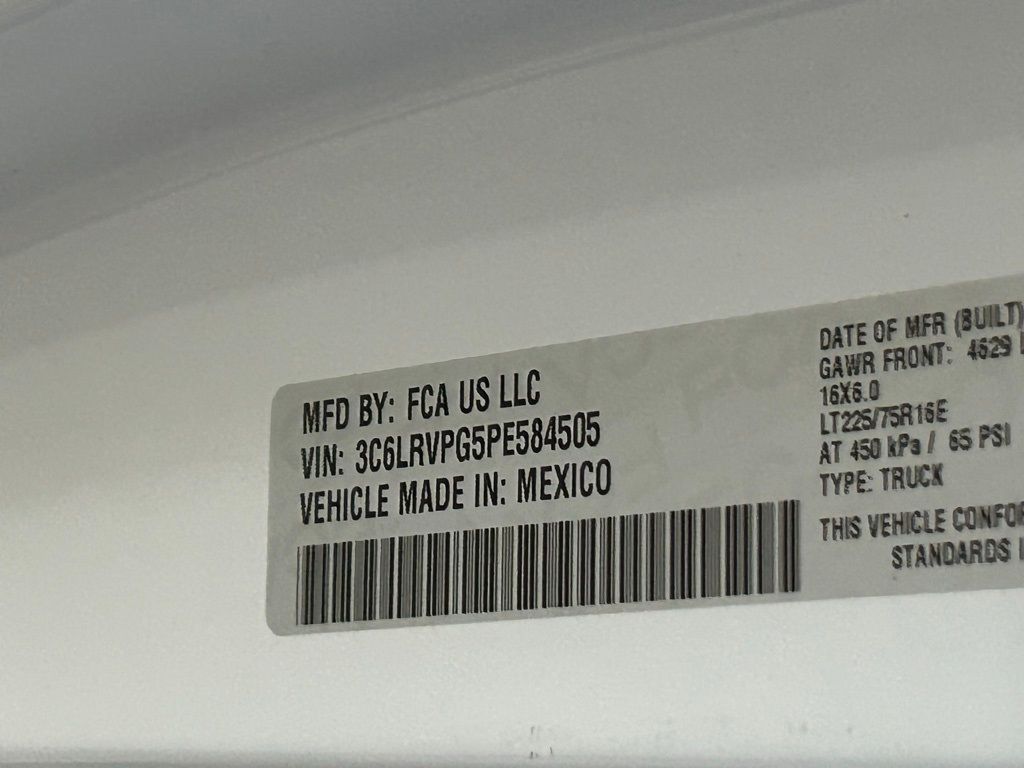 MFD BY: FCA US LLC
VIN: 3C6LRVPG5PE584505
VEHICLE MADE IN: MEXICO
DATE OF MFR (BUILT)
GAWR FRONT: 4629
16X6.0
LT225/75R16E
AT 450 kPa / 65 PSI
TYPE: TRUCK
THIS VEHICLE
STANDARDS